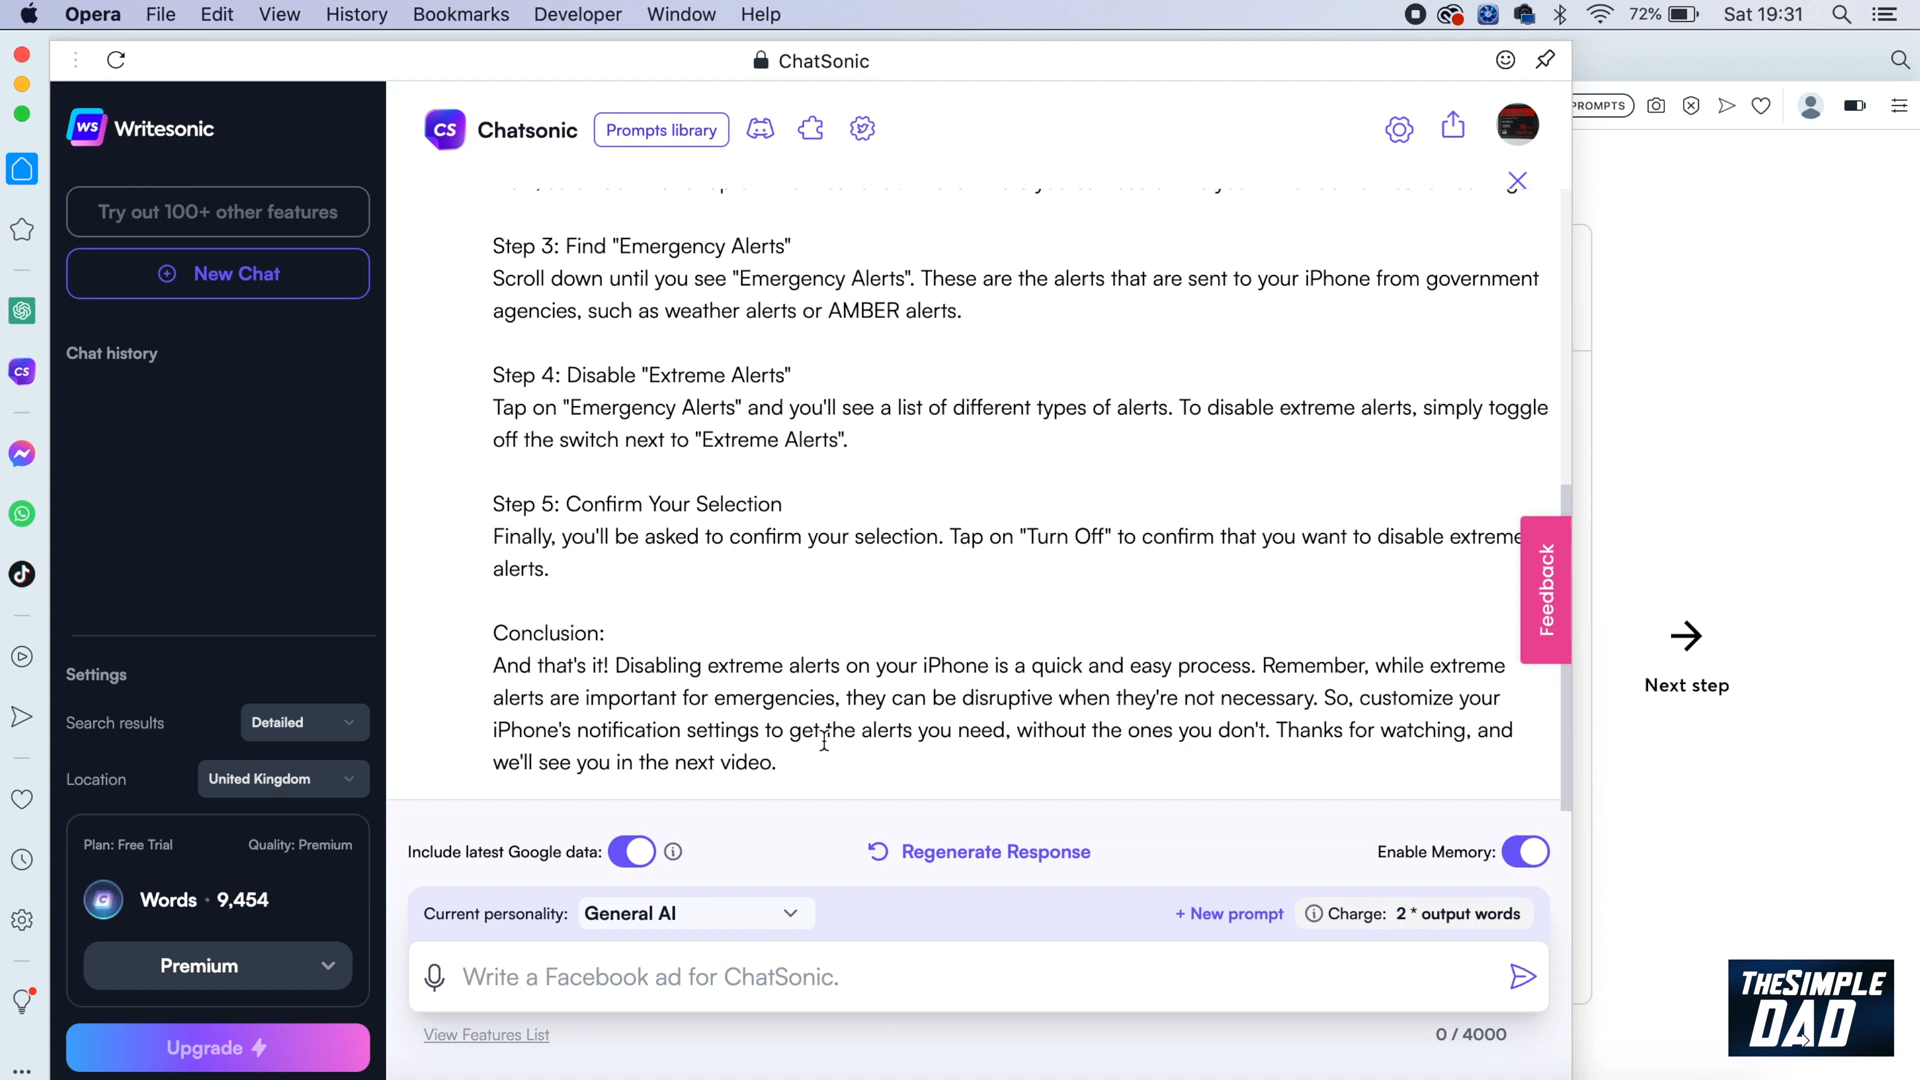 Opera File Edit View History Bookmarks Developer Window Help 72% Sat 19:31
ChatSonic
PROMPTS
WS Writesonic
CS Chatsonic Prompts library
Try out 100+ other features
New Chat
Chat history
Step 3: Find "Emergency Alerts"
Scroll down until you see "Emergency Alerts". These are the alerts that are sent to your iPhone from government
agencies, such as weather alerts or AMBER alerts.
Step 4: Disable "Extreme Alerts"
Tap on "Emergency Alerts" and you'll see a list of different types of alerts. To disable extreme alerts, simply toggle
off the switch next to "Extreme Alerts".
Step 5: Confirm Your Selection
Finally, you'll be asked to confirm your selection. Tap on "Turn Off" to confirm that you want to disable extreme
alerts.
Conclusion:
And that's it! Disabling extreme alerts on your iPhone is a quick and easy process. Remember, while extreme
alerts are important for emergencies, they can be disruptive when they're not necessary. So, customize your
iPhone's notification settings to get the alerts you need, without the ones you don't. Thanks for watching, and
we'll see you in the next video.
Feedback
Next step
Settings
Search results Detailed
Location United Kingdom
Plan: Free Trial Quality: Premium
Words · 9,454
Premium
Upgrade
Include latest Google data: Regenerate Response Enable Memory:
Current personality: General AI + New prompt Charge: 2 * output words
Write a Facebook ad for ChatSonic.
View Features List 0 / 4000
CS
THE SIMPLE
DAD